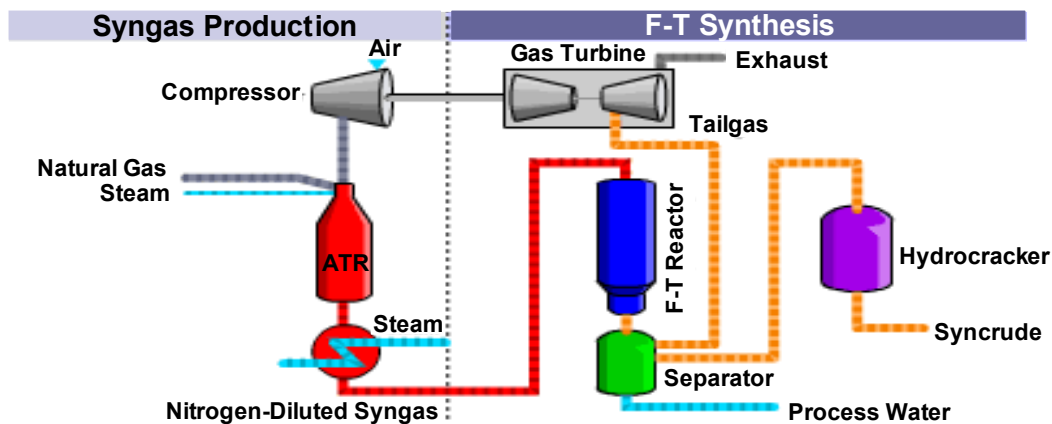 Syngas Production
F-T Synthesis
Air
Gas Turbine
Exhaust
Compressor
Tailgas
Natural Gas
Steam
ATR
F-T Reactor
Hydrocracker
Steam
Syncrude
Separator
Nitrogen-Diluted Syngas
Process Water